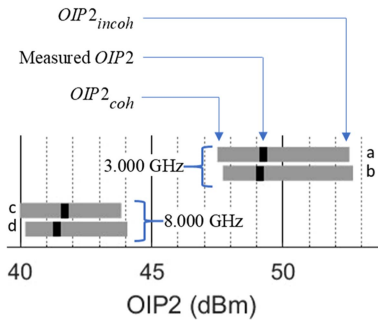 OIP2incoh
Measured OIP2
OIP2coh
a
3.000 GHz
b
c
8.000 GHz
d
40 45 50
OIP2 (dBm)